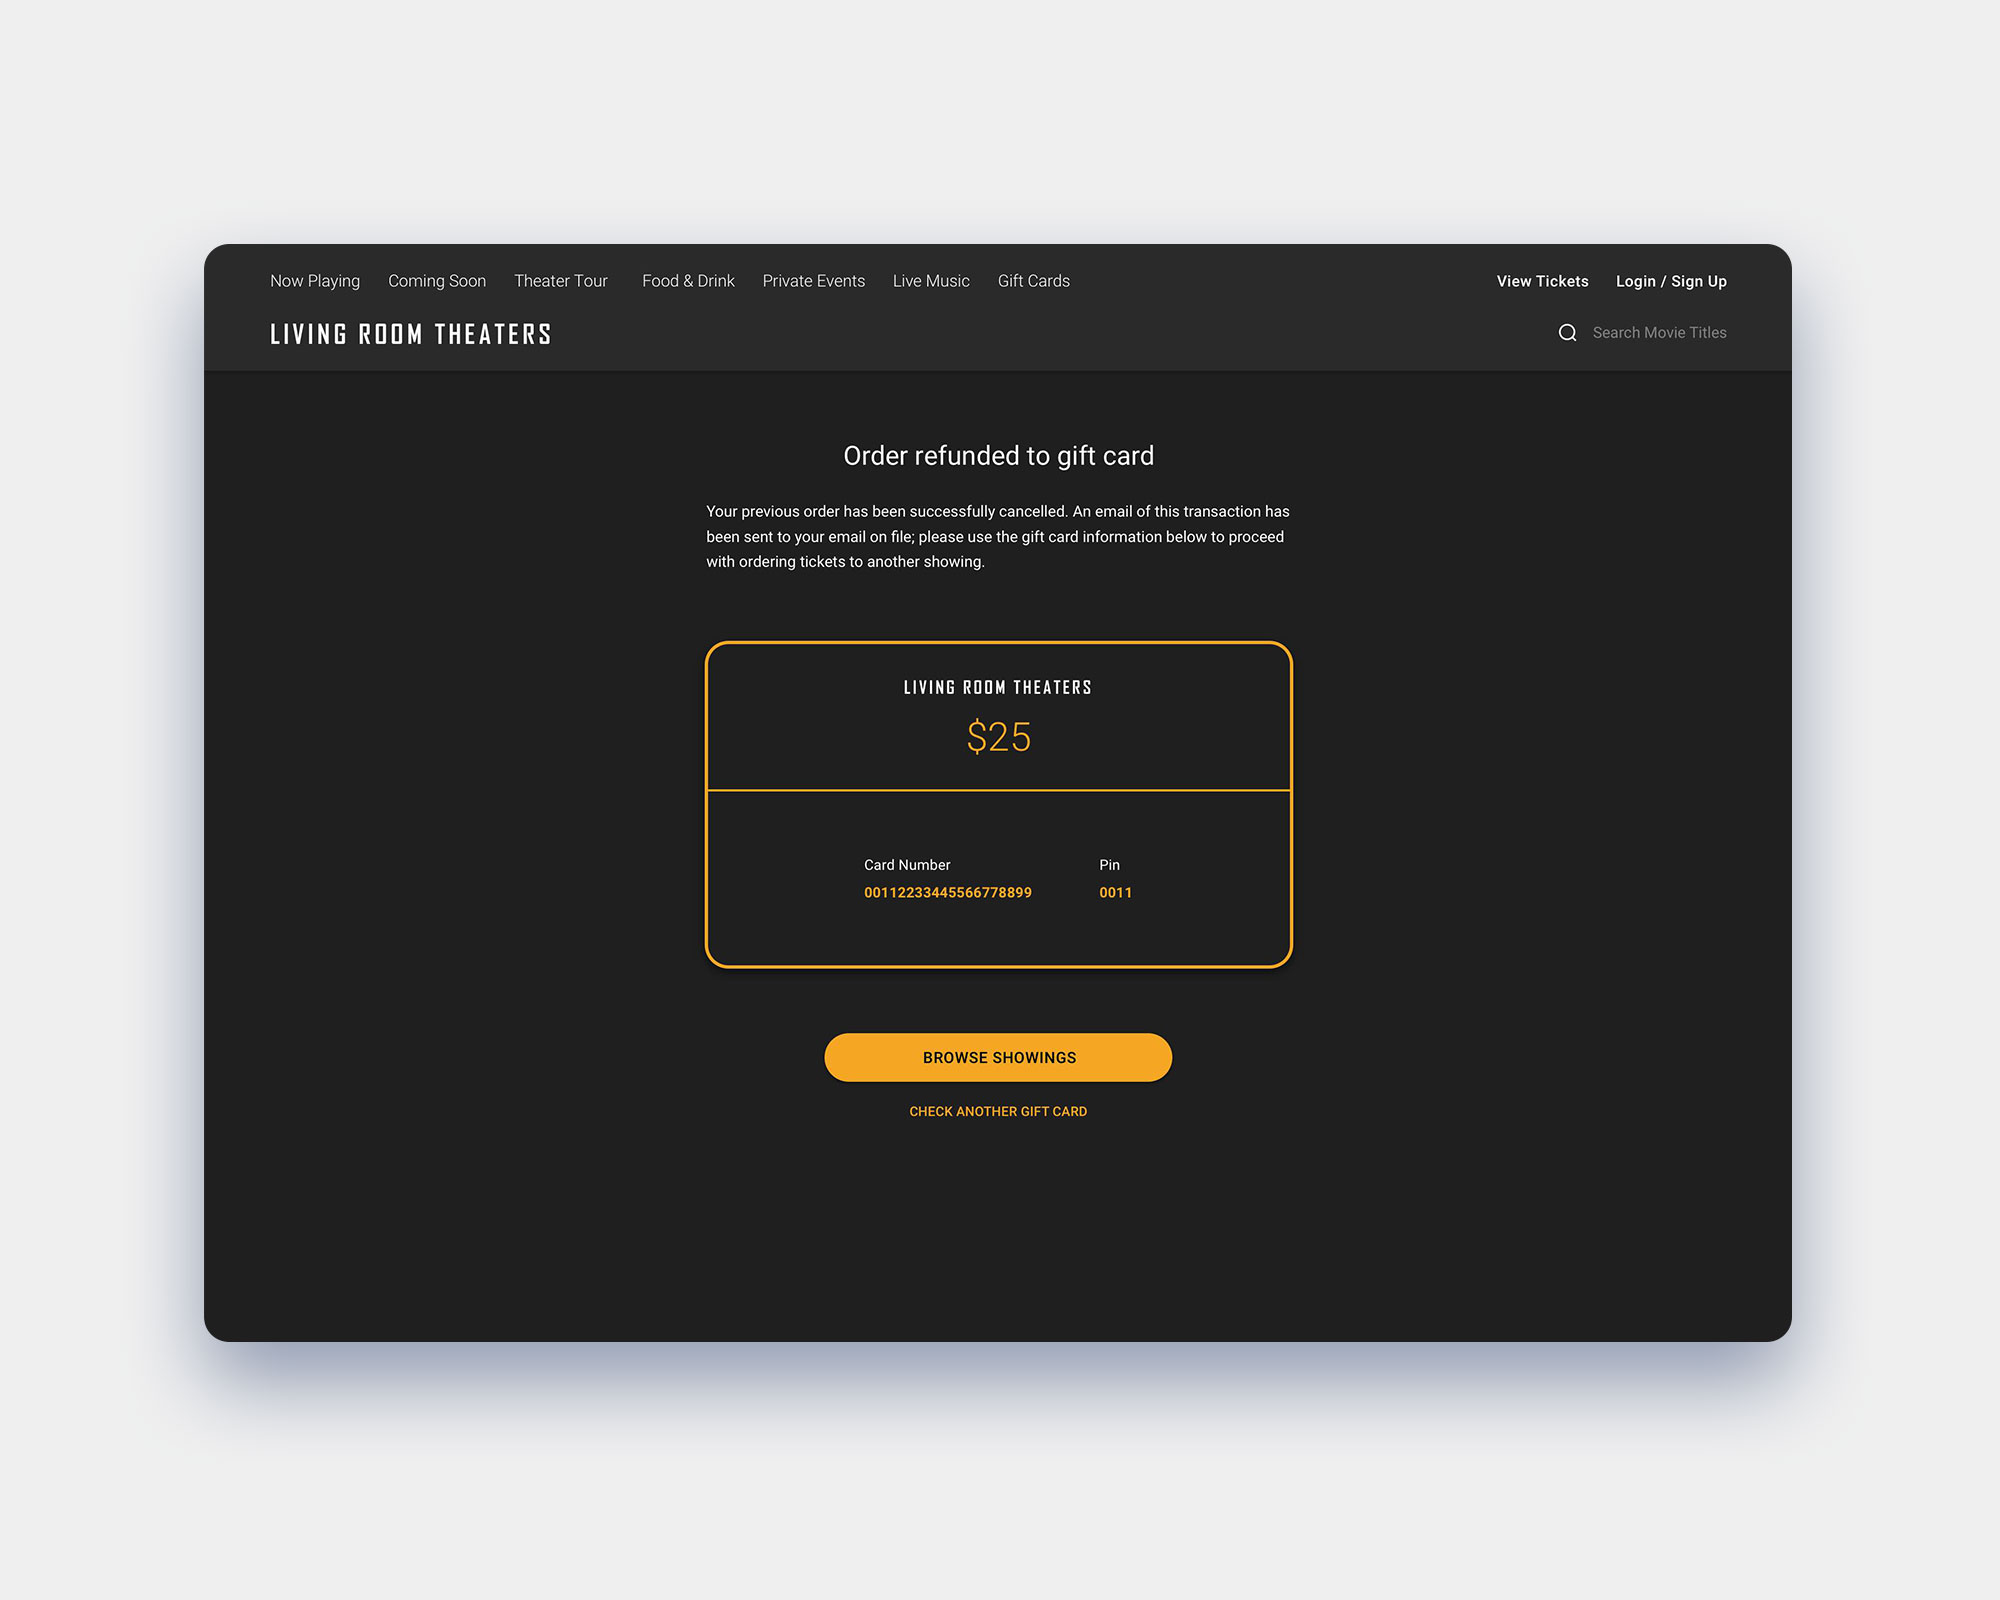 Now Playing Coming Soon Theater Tour Food & Drink Private Events Live Music Gift Cards View Tickets Login / Sign Up
LIVING ROOM THEATERS Search Movie Titles
Order refunded to gift card
Your previous order has been successfully cancelled. An email of this transaction has
been sent to your email on file; please use the gift card information below to proceed
with ordering tickets to another showing.
LIVING ROOM THEATERS
$25
Card Number Pin
00112233445566778899 0011
BROWSE SHOWINGS
CHECK ANOTHER GIFT CARD